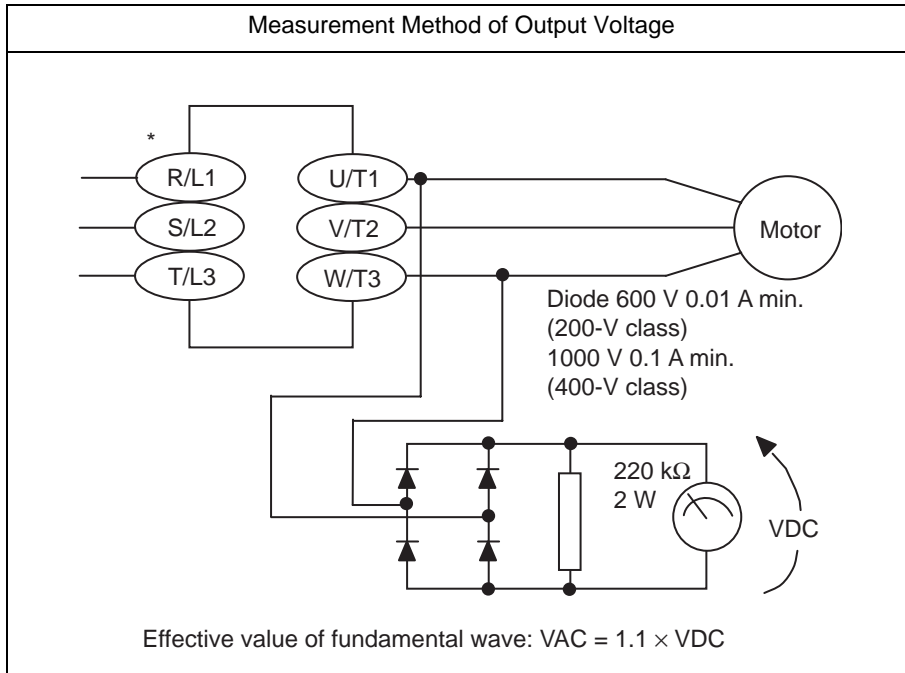 Measurement Method of Output Voltage
*
R/L1
U/T1
S/L2
V/T2
Motor
T/L3
W/T3
Diode 600 V 0.01 A min.
(200-V class)
1000 V 0.1 A min.
(400-V class)
220 kΩ
2 W
VDC
Effective value of fundamental wave: VAC = 1.1 × VDC